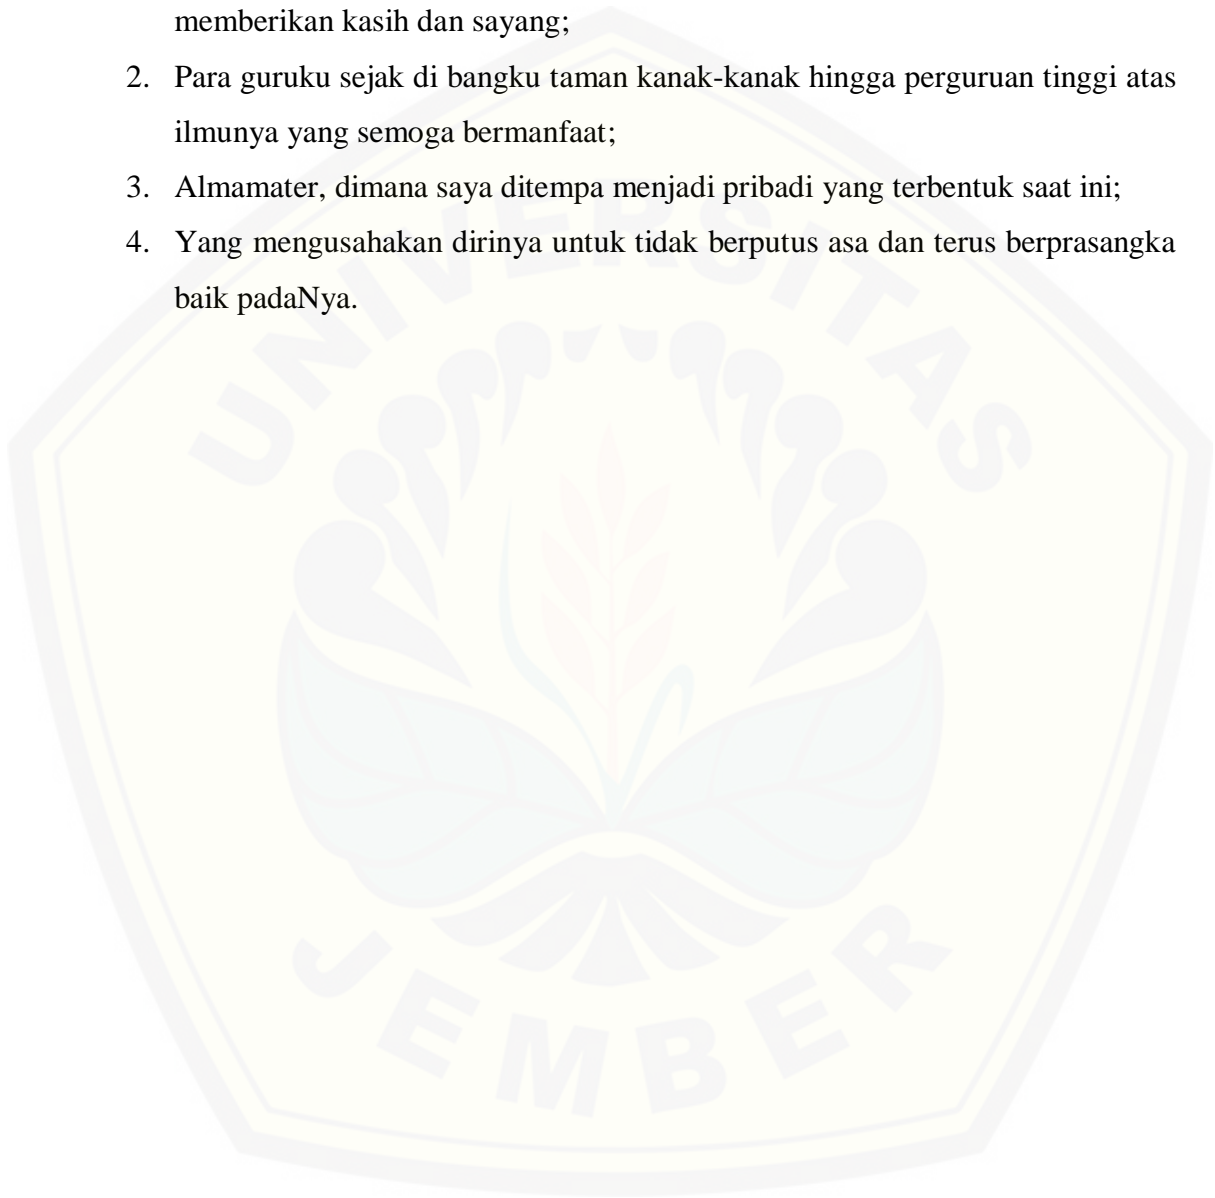 memberikan kasih dan sayang;
2. Para guruku sejak di bangku taman kanak-kanak hingga perguruan tinggi atas
ilmunya yang semoga bermanfaat;
3. Almamater, dimana saya ditempa menjadi pribadi yang terbentuk saat ini;
4. Yang mengusahakan dirinya untuk tidak berputus asa dan terus berprasangka
baik padaNya.
UNIVERSITAS
JEMBER